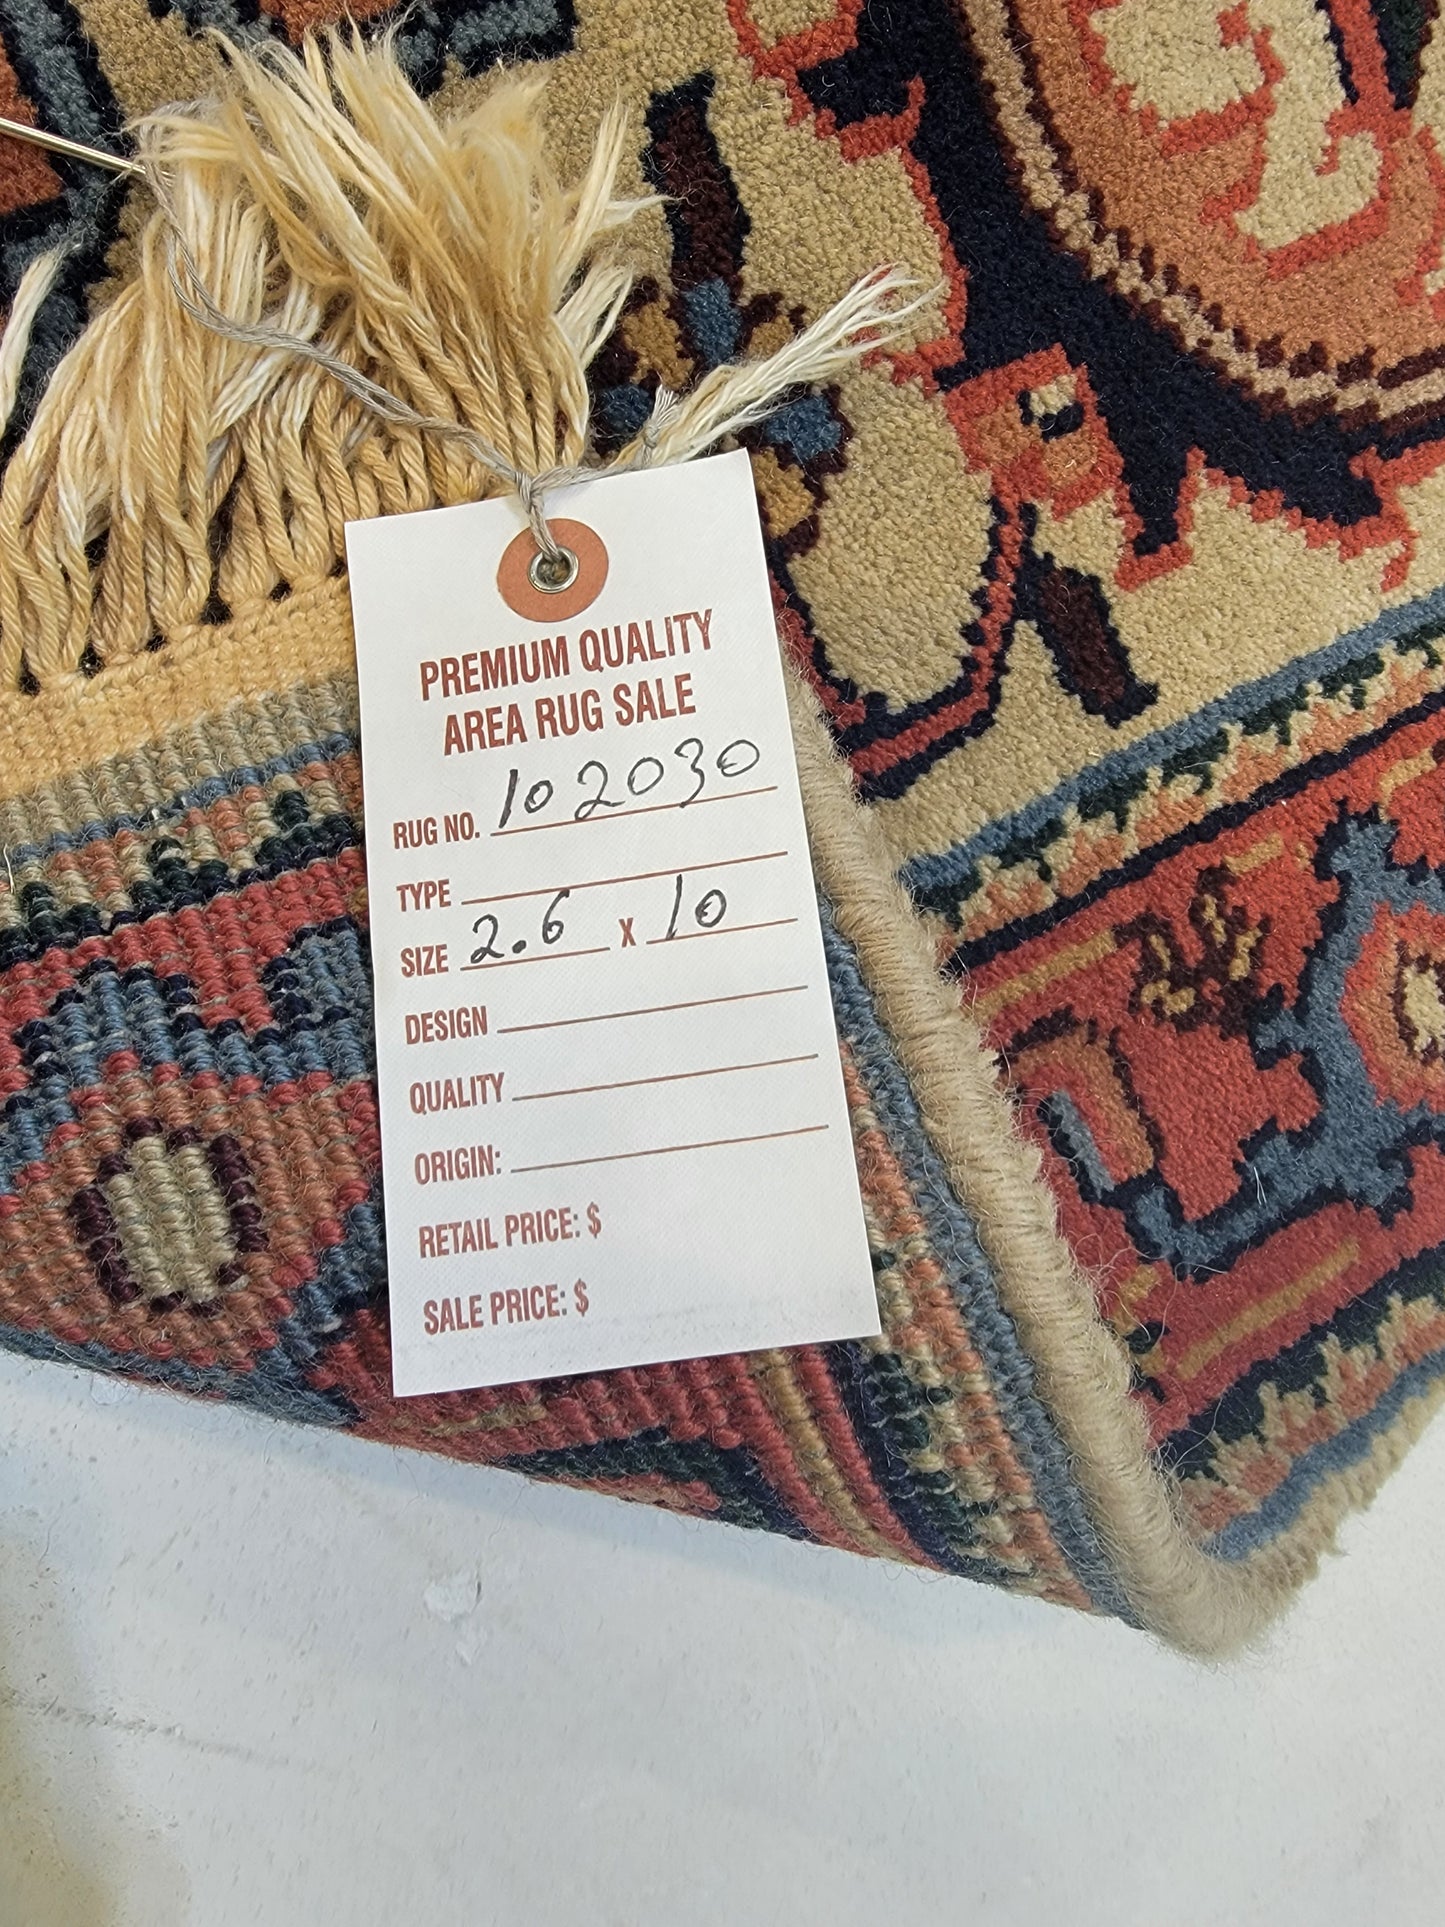 PREMIUM QUALITY
AREA RUG SALE
RUG NO. 102030
TYPE
SIZE 2.6 X 10
DESIGN
QUALITY
ORIGIN:
RETAIL PRICE: $
SALE PRICE: $